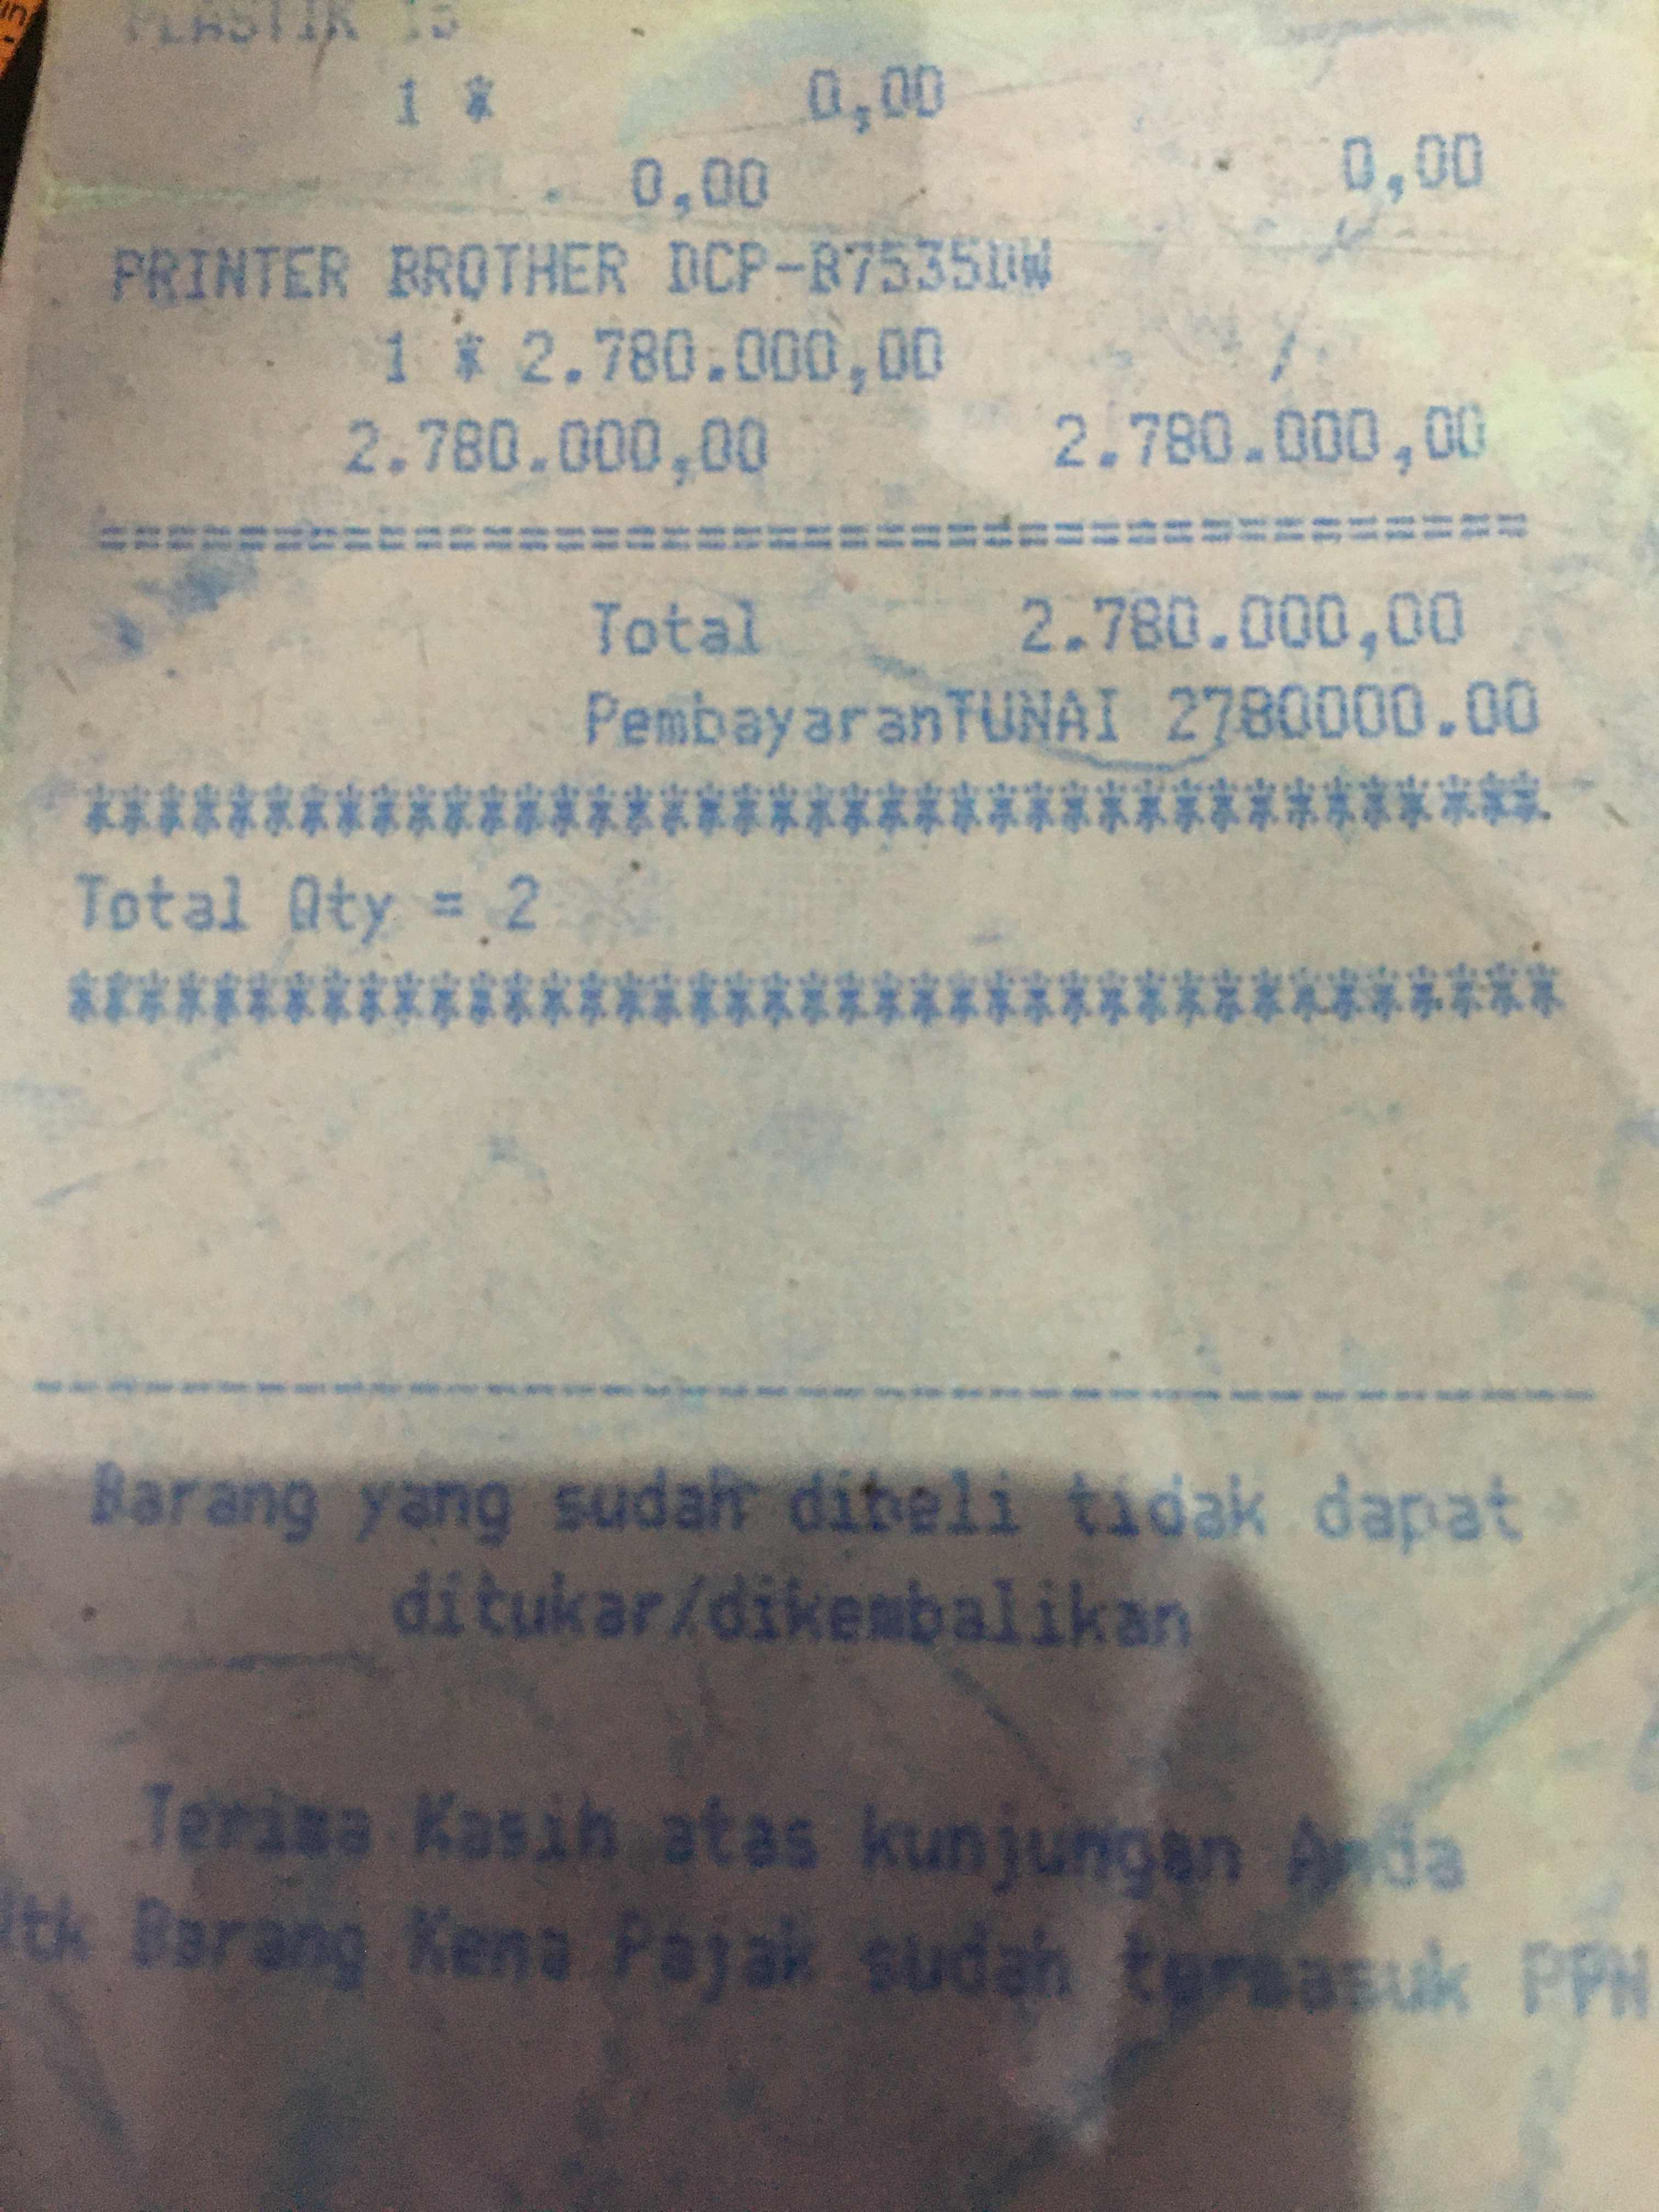 PLASTIK 15
1 * 0,00
0,00 0,00
PRINTER BROTHER DCP-B7535DW
1 * 2.780.000,00 /
2.780.000,00 2.780.000,00
=========================================
Total 2.780.000,00
PembayaranTUNAI 2780000.00
****************************************
Total Qty = 2
****************************************
----------------------------------------
Barang yang sudah dibeli tidak dapat
ditukar/dikembalikan
Terima Kasih atas kunjungan Anda
Utk Barang Kena Pajak sudah termasuk PPN